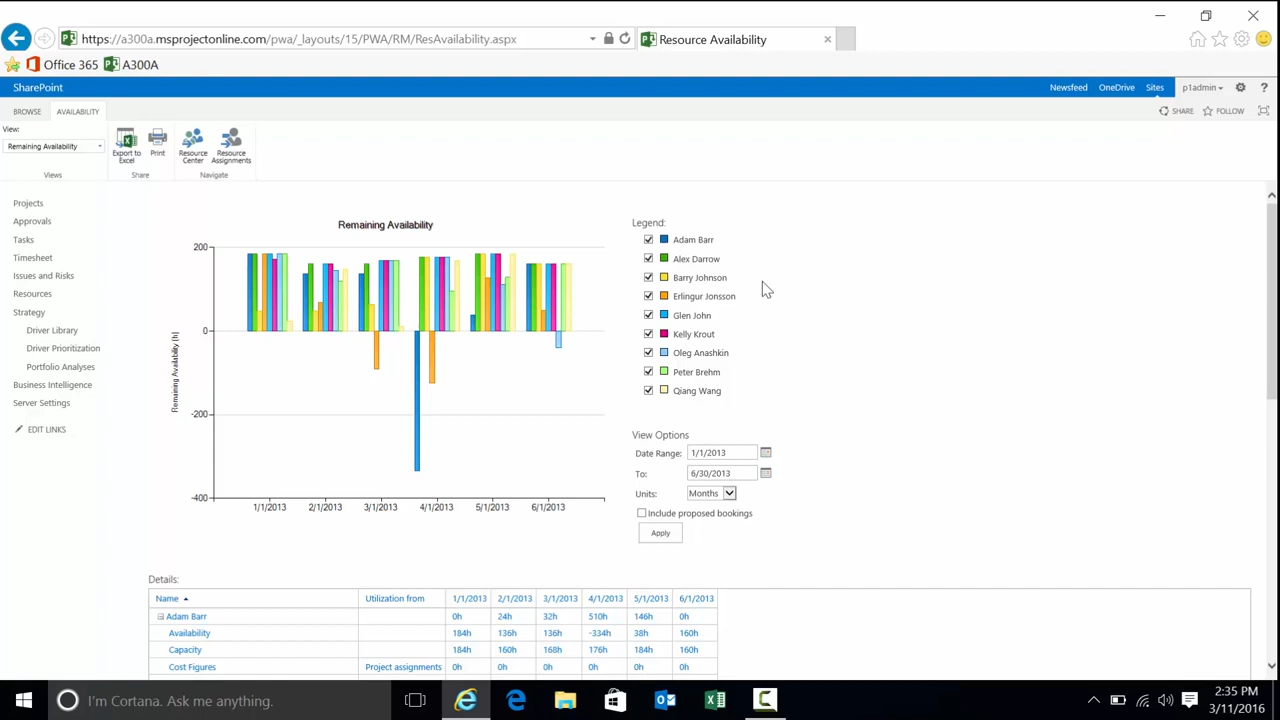 https://a300a.msprojectonline.com/pwa/_layouts/15/PWA/RM/ResAvailability.aspx
Resource Availability
Office 365
A300A
SharePoint
Newsfeed
OneDrive
Sites
p1admin
?
BROWSE
AVAILABILITY
SHARE
FOLLOW
View:
Remaining Availability
Export to
Excel
Print
Resource
Center
Resource
Assignments
Views
Share
Navigate
Projects
Approvals
Tasks
Timesheet
Issues and Risks
Resources
Strategy
Driver Library
Driver Prioritization
Portfolio Analyses
Business Intelligence
Server Settings
EDIT LINKS
Remaining Availability
Remaining Availability [h]
200
0
-200
-400
1/1/2013
2/1/2013
3/1/2013
4/1/2013
5/1/2013
6/1/2013
Legend:
Adam Barr
Alex Darrow
Barry Johnson
Erlingur Jonsson
Glen John
Kelly Krout
Oleg Anashkin
Peter Brehm
Qiang Wang
View Options
Date Range: 1/1/2013
To: 6/30/2013
Units: Months
Include proposed bookings
Apply
Details:
Name Utilization from 1/1/2013 2/1/2013 3/1/2013 4/1/2013 5/1/2013 6/1/2013
Adam Barr 0h 24h 32h 510h 146h 0h
Availability 184h 136h 136h -334h 38h 160h
Capacity 184h 160h 168h 176h 184h 160h
Cost Figures Project assignments 0h 0h 0h 0h 0h 0h
I'm Cortana. Ask me anything.
2:35 PM
3/11/2016